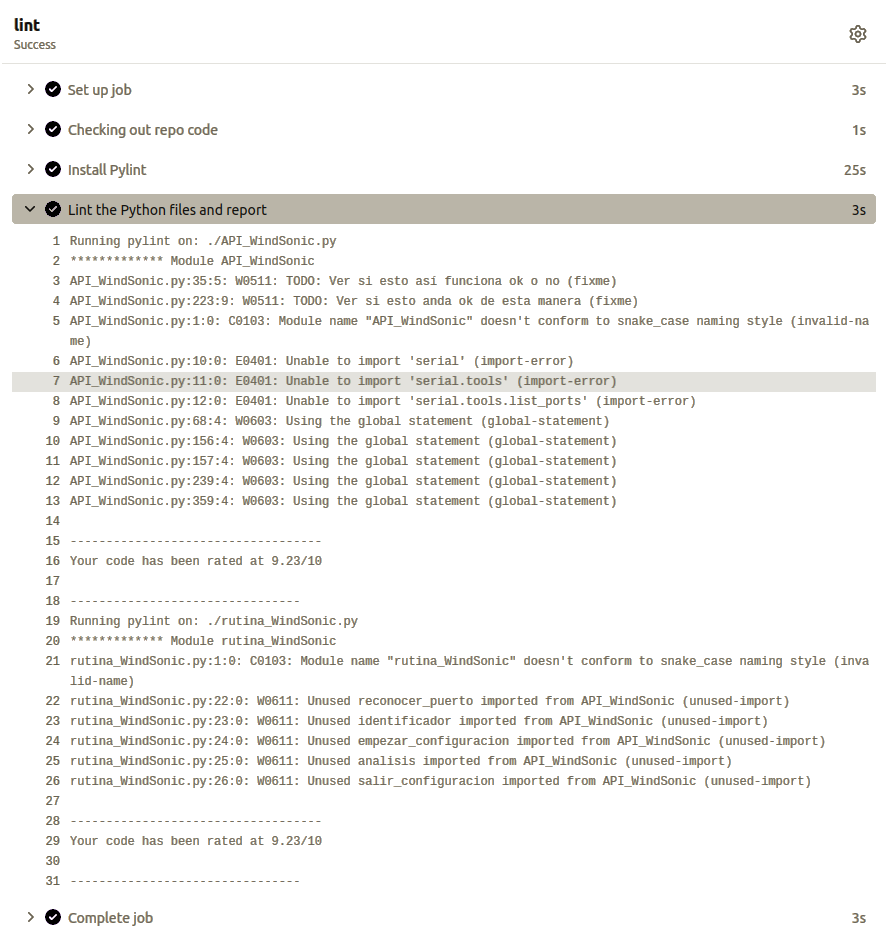 lint
Success
Set up job 3s
Checking out repo code 1s
Install Pylint 25s
Lint the Python files and report 3s
1 Running pylint on: ./API_WindSonic.py
2 ************* Module API_WindSonic
3 API_WindSonic.py:35:5: W0511: TODO: Ver si esto así funciona ok o no (fixme)
4 API_WindSonic.py:223:9: W0511: TODO: Ver si esto anda ok de esta manera (fixme)
5 API_WindSonic.py:1:0: C0103: Module name "API_WindSonic" doesn't conform to snake_case naming style (invalid-na
me)
6 API_WindSonic.py:10:0: E0401: Unable to import 'serial' (import-error)
7 API_WindSonic.py:11:0: E0401: Unable to import 'serial.tools' (import-error)
8 API_WindSonic.py:12:0: E0401: Unable to import 'serial.tools.list_ports' (import-error)
9 API_WindSonic.py:68:4: W0603: Using the global statement (global-statement)
10 API_WindSonic.py:156:4: W0603: Using the global statement (global-statement)
11 API_WindSonic.py:157:4: W0603: Using the global statement (global-statement)
12 API_WindSonic.py:239:4: W0603: Using the global statement (global-statement)
13 API_WindSonic.py:359:4: W0603: Using the global statement (global-statement)
14
15 -----------------------------------
16 Your code has been rated at 9.23/10
17
18 --------------------------------
19 Running pylint on: ./rutina_WindSonic.py
20 ************* Module rutina_WindSonic
21 rutina_WindSonic.py:1:0: C0103: Module name "rutina_WindSonic" doesn't conform to snake_case naming style (inva
lid-name)
22 rutina_WindSonic.py:22:0: W0611: Unused reconocer_puerto imported from API_WindSonic (unused-import)
23 rutina_WindSonic.py:23:0: W0611: Unused identificador imported from API_WindSonic (unused-import)
24 rutina_WindSonic.py:24:0: W0611: Unused empezar_configuracion imported from API_WindSonic (unused-import)
25 rutina_WindSonic.py:25:0: W0611: Unused analisis imported from API_WindSonic (unused-import)
26 rutina_WindSonic.py:26:0: W0611: Unused salir_configuracion imported from API_WindSonic (unused-import)
27
28 -----------------------------------
29 Your code has been rated at 9.23/10
30
31 --------------------------------
Complete job 3s